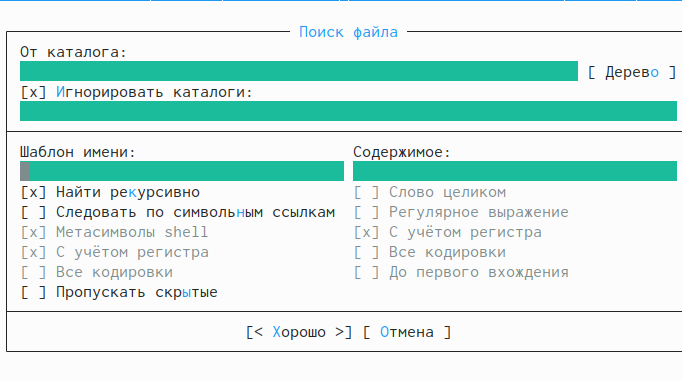 Поиск файла
От каталога:
[ Дерево ]
[x] Игнорировать каталоги:
Шаблон имени: Содержимое:
[x] Найти рекурсивно [ ] Слово целиком
[ ] Следовать по символьным ссылкам [ ] Регулярное выражение
[x] Метасимволы shell [x] С учётом регистра
[x] С учётом регистра [ ] Все кодировки
[ ] Все кодировки [ ] До первого вхождения
[ ] Пропускать скрытые
[< Хорошо >] [ Отмена ]